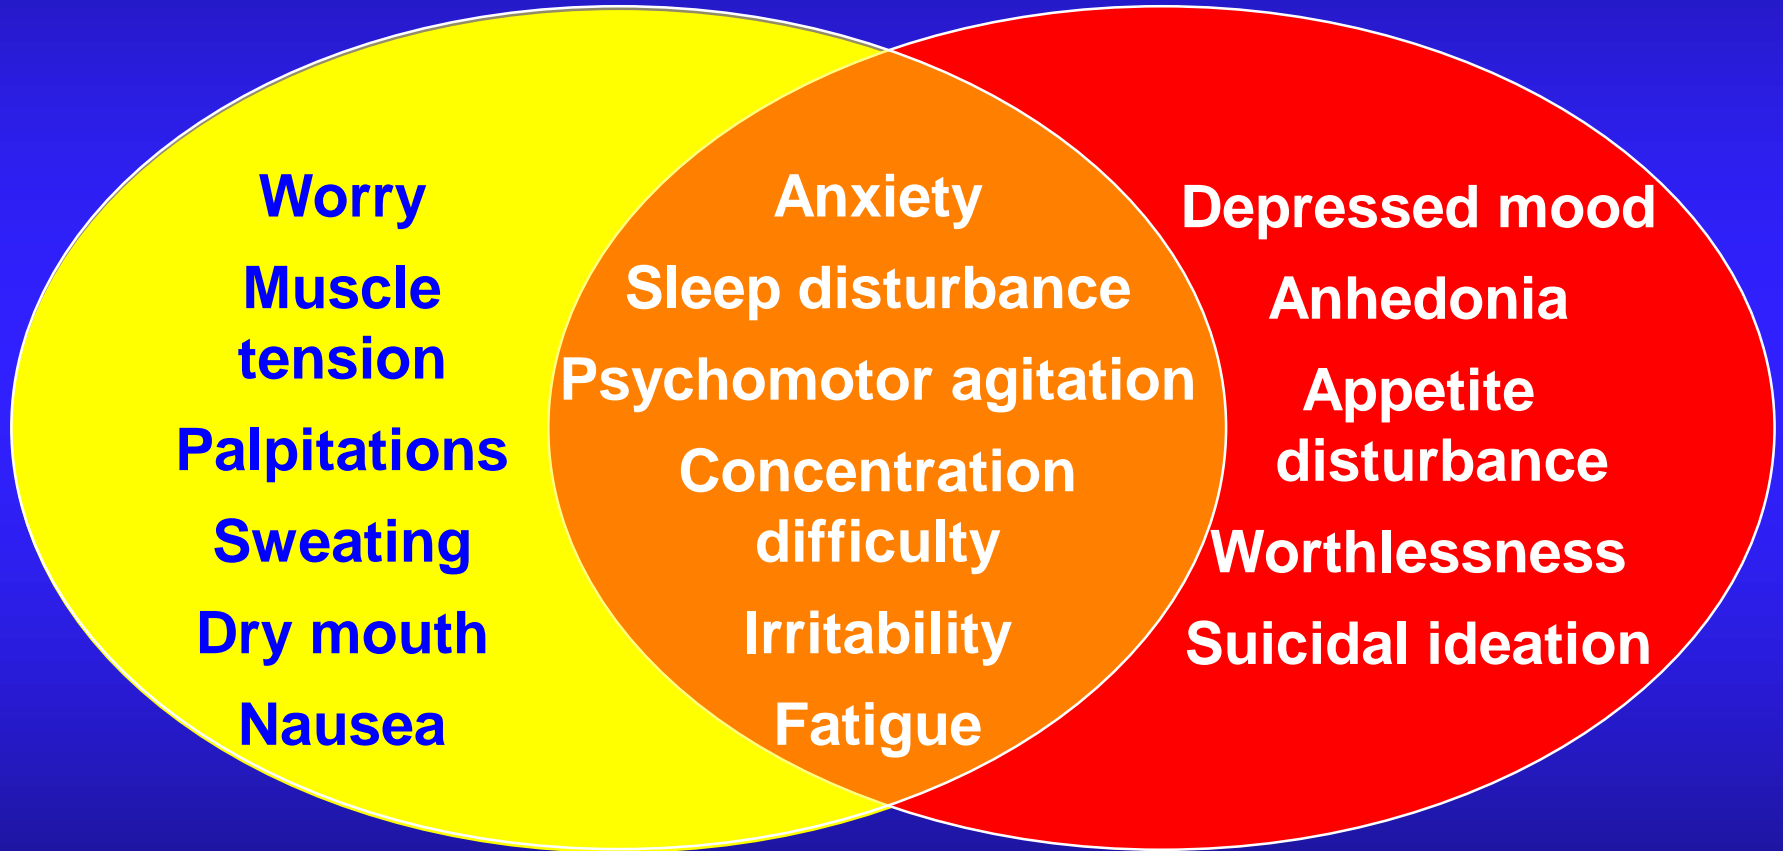 Worry
Muscle
tension
Palpitations
Sweating
Dry mouth
Nausea
Anxiety
Sleep disturbance
Psychomotor agitation
Concentration
difficulty
Irritability
Fatigue
Depressed mood
Anhedonia
Appetite
disturbance
Worthlessness
Suicidal ideation